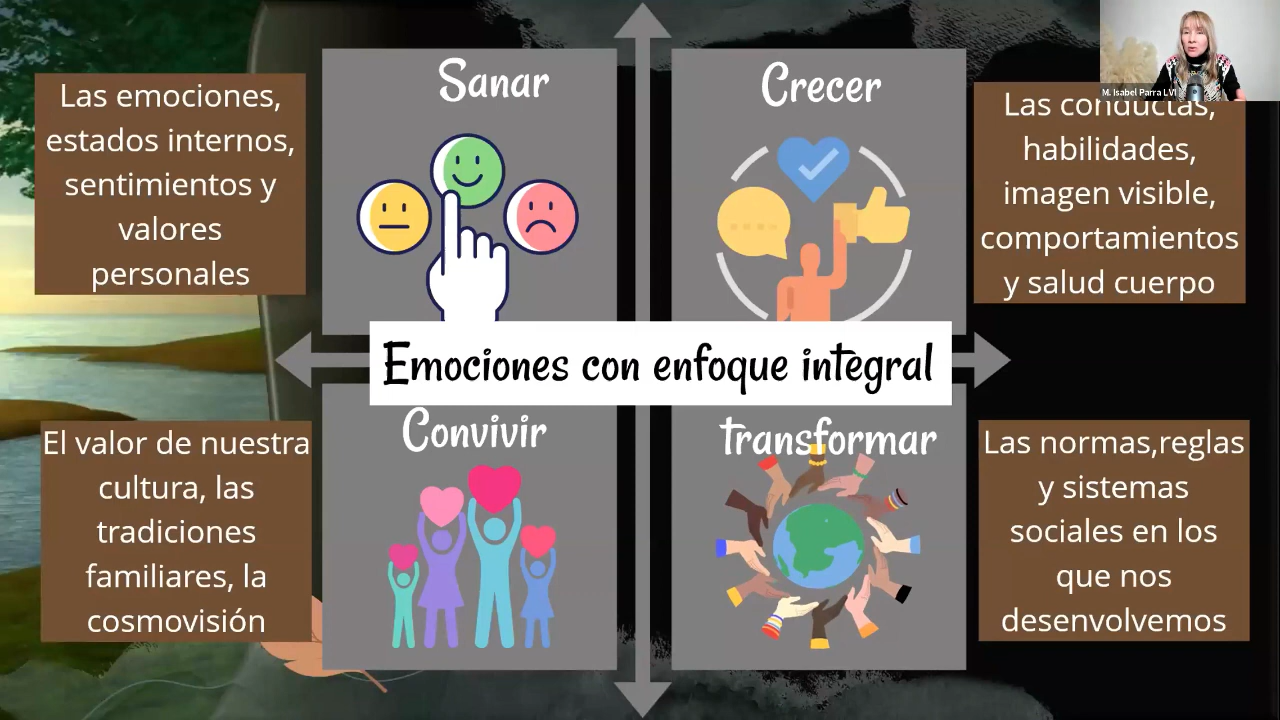 Sanar
Las emociones,
estados internos,
sentimientos y
valores
personales
Crecer
M. Isabel Parra LVI
Las conductas,
habilidades,
imagen visible,
comportamientos
y salud cuerpo
Emociones con enfoque integral
Convivir
El valor de nuestra
cultura, las
tradiciones
familiares, la
cosmovisión
Transformar
Las normas,reglas
y sistemas
sociales en los
que nos
desenvolvemos